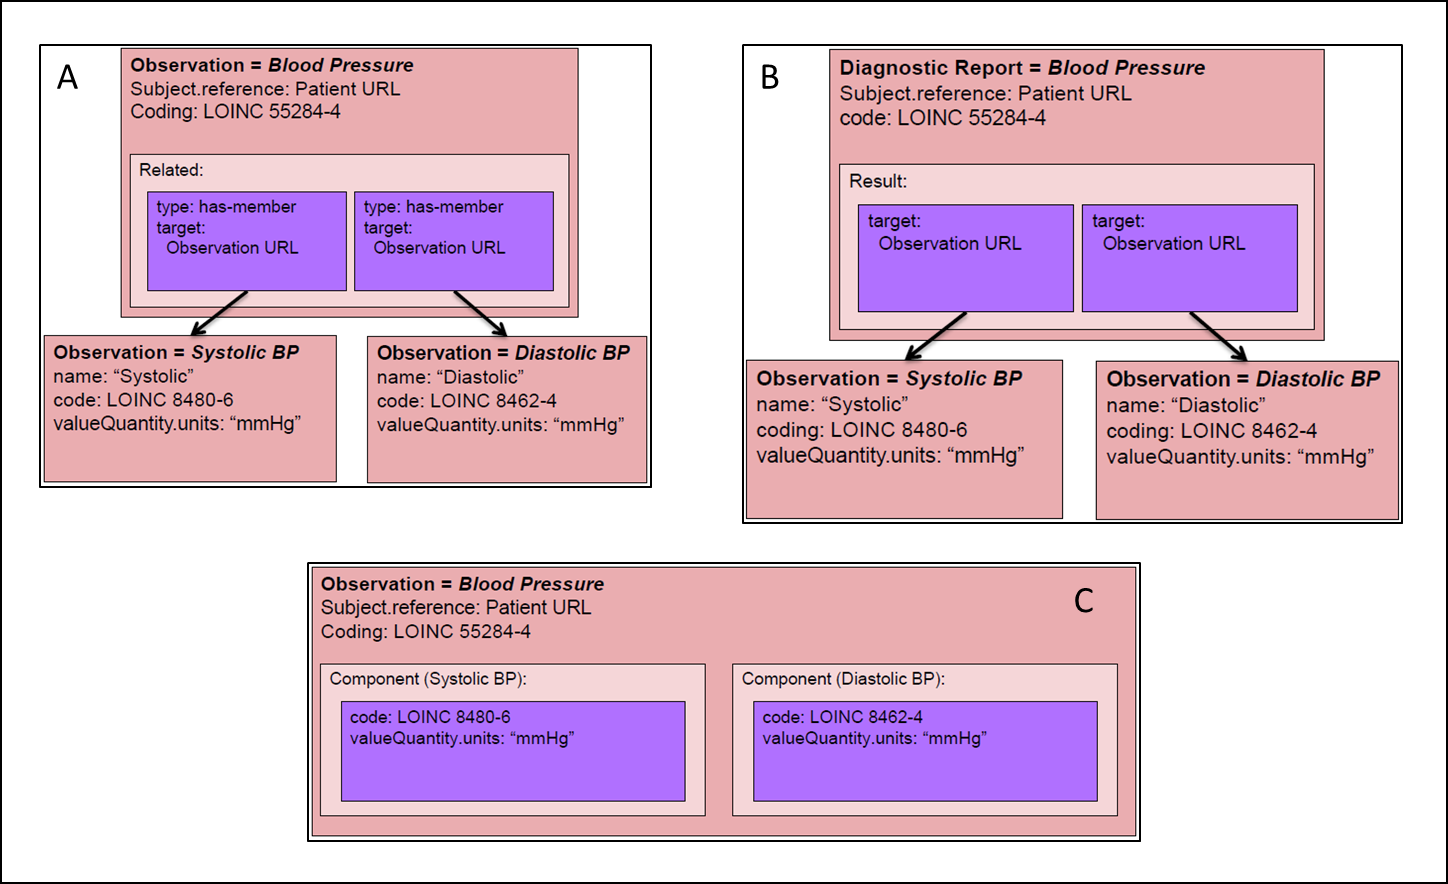 A
Observation = Blood Pressure
Subject.reference: Patient URL
Coding: LOINC 55284-4
Related:
type: has-member
target:
Observation URL
type: has-member
target:
Observation URL
Observation = Systolic BP
name: “Systolic”
code: LOINC 8480-6
valueQuantity.units: “mmHg”
Observation = Diastolic BP
name: “Diastolic”
code: LOINC 8462-4
valueQuantity.units: “mmHg”
B
Diagnostic Report = Blood Pressure
Subject.reference: Patient URL
code: LOINC 55284-4
Result:
target:
Observation URL
target:
Observation URL
Observation = Systolic BP
name: “Systolic”
coding: LOINC 8480-6
valueQuantity.units: “mmHg”
Observation = Diastolic BP
name: “Diastolic”
coding: LOINC 8462-4
valueQuantity.units: “mmHg”
C
Observation = Blood Pressure
Subject.reference: Patient URL
Coding: LOINC 55284-4
Component (Systolic BP):
code: LOINC 8480-6
valueQuantity.units: “mmHg”
Component (Diastolic BP):
code: LOINC 8462-4
valueQuantity.units: “mmHg”